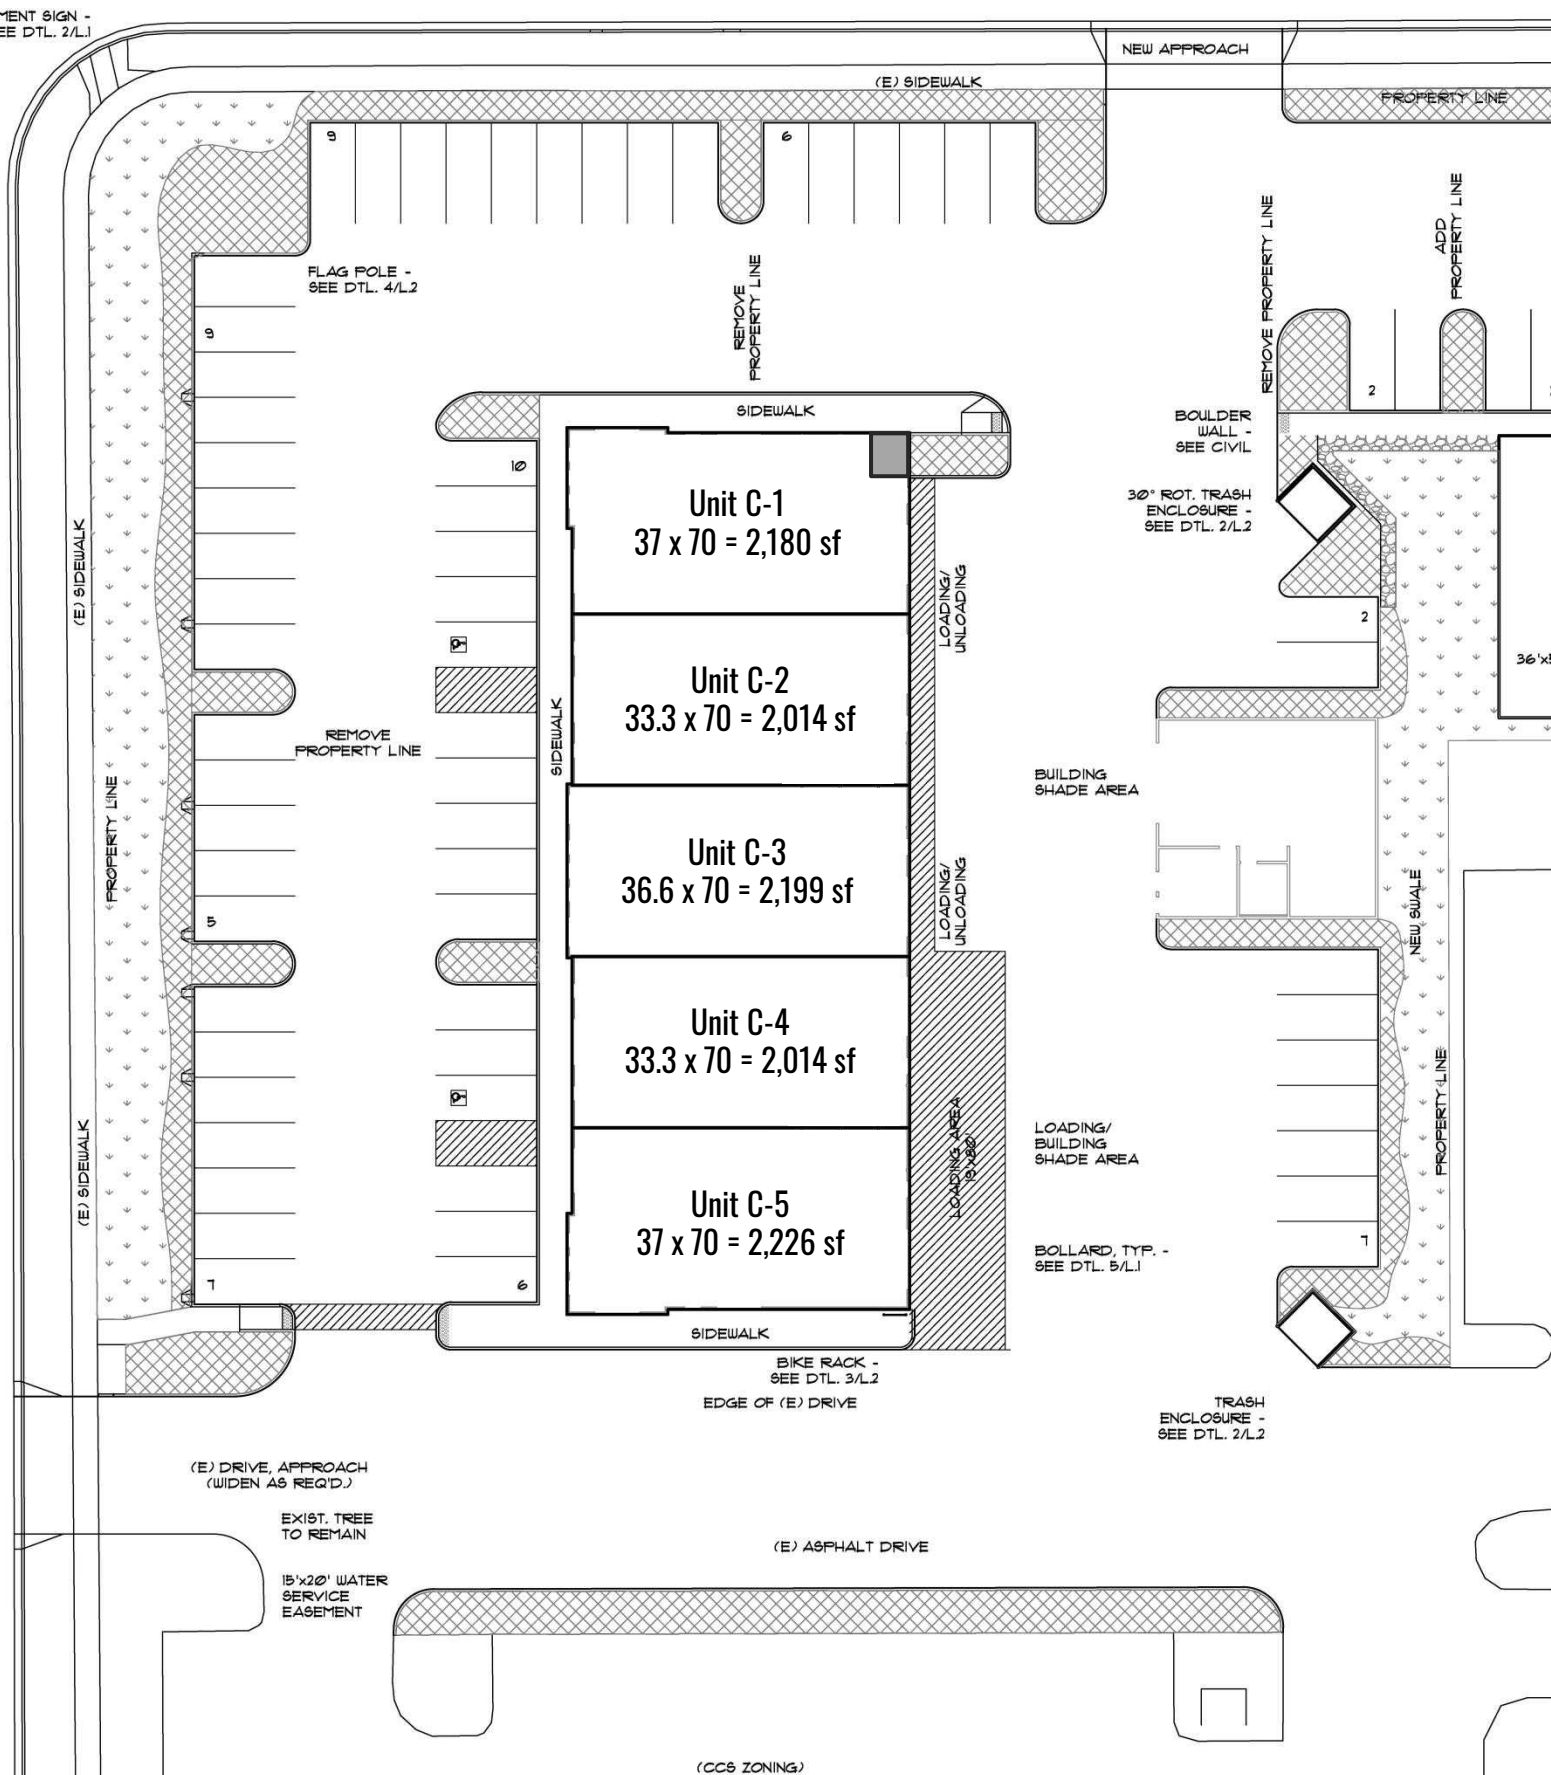 MENT SIGN -
EE DTL. 2/L.1
NEW APPROACH
(E) SIDEWALK
PROPERTY LINE
9
6
FLAG POLE -
SEE DTL. 4/L.2
REMOVE
PROPERTY LINE
REMOVE PROPERTY LINE
ADD
PROPERTY LINE
9
2
SIDEWALK
BOULDER
WALL -
SEE CIVIL
10
Unit C-1
37 x 70 = 2,180 sf
30° ROT. TRASH
ENCLOSURE -
SEE DTL. 2/L.2
(E) SIDEWALK
LOADING/
UNLOADING
2
36'x
Unit C-2
33.3 x 70 = 2,014 sf
SIDEWALK
REMOVE
PROPERTY LINE
BUILDING
SHADE AREA
PROPERTY LINE
Unit C-3
36.6 x 70 = 2,199 sf
LOADING/
UNLOADING
NEW SWALE
5
Unit C-4
33.3 x 70 = 2,014 sf
LOADING AREA
15'x80'
LOADING/
BUILDING
SHADE AREA
PROPERTY LINE
(E) SIDEWALK
Unit C-5
37 x 70 = 2,226 sf
BOLLARD, TYP. -
SEE DTL. 5/L.1
7
7
6
SIDEWALK
BIKE RACK -
SEE DTL. 3/L.2
EDGE OF (E) DRIVE
TRASH
ENCLOSURE -
SEE DTL. 2/L.2
(E) DRIVE, APPROACH
(WIDEN AS REQ'D.)
EXIST. TREE
TO REMAIN
(E) ASPHALT DRIVE
15'x20' WATER
SERVICE
EASEMENT
(CCS ZONING)